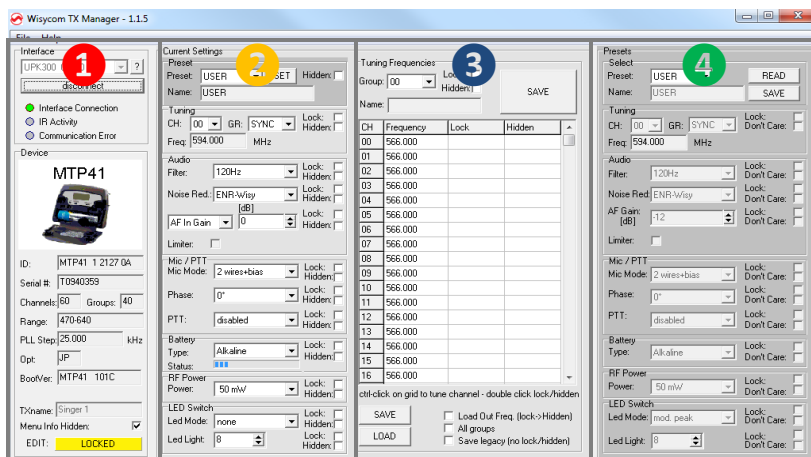 Wisycom TX Manager - 1.1.5
File Help
Interface
UPK300
?
disconnect
Interface Connection
IR Activity
Communication Error
Device
MTP41
ID: MTP41 1 2127 0A
Serial #: T0940359
Channels: 60 Groups: 40
Range: 470-640
PLL Step: 25.000 kHz
Opt: JP
BootVer: MTP41 101C
TXname: Singer 1
Menu Info Hidden:
EDIT: LOCKED
1
Current Settings
Preset
Preset: USER SET Hidden:
Name: USER
2
Tuning
CH: 00 GR: SYNC Lock:
Hidden:
Freq: 594.000 MHz
Audio
Filter: 120Hz Lock:
Hidden:
Noise Red.: ENR-Wisy Lock:
Hidden:
[dB]
AF In Gain 0 Lock:
Hidden:
Limiter:
Mic / PTT
Mic Mode: 2 wires+bias Lock:
Hidden:
Phase: 0° Lock:
Hidden:
PTT: disabled Lock:
Hidden:
Battery
Type: Alkaline Lock:
Hidden:
Status:
RF Power
Power: 50 mW Lock:
Hidden:
LED Switch
Led Mode: none Lock:
Hidden:
Led Light: 8 Lock:
Hidden:
3
Tuning Frequencies
Group: 00 Hidden: SAVE
Name:
CH Frequency Lock Hidden
00 566.000
01 566.000
02 566.000
03 566.000
04 566.000
05 566.000
06 566.000
07 566.000
08 566.000
09 566.000
10 566.000
11 566.000
12 566.000
13 566.000
14 566.000
15 566.000
16 566.000
ctrl-click on grid to tune channel - double click lock/hidden
SAVE Load Out Freq. (lock->Hidden)
All groups
LOAD Save legacy (no lock/hidden)
4
Presets
Select
Preset: USER READ
Name: USER SAVE
Tuning
CH: 00 GR: SYNC Lock:
Don't Care:
Freq: 594.000 MHz
Audio
Filter: 120Hz Lock:
Don't Care:
Noise Red: ENR-Wisy Lock:
Don't Care:
AF Gain: -12 Lock:
[dB] Don't Care:
Limiter:
Mic / PTT
Mic Mode: 2 wires+bias Lock:
Don't Care:
Phase: 0° Lock:
Don't Care:
PTT: disabled Lock:
Don't Care:
Battery
Type: Alkaline Lock:
Don't Care:
RF Power
Power: 50 mW Lock:
Don't Care:
LED Switch
Led Mode: mod. peak Lock:
Don't Care:
Led Light: 8 Lock:
Don't Care: